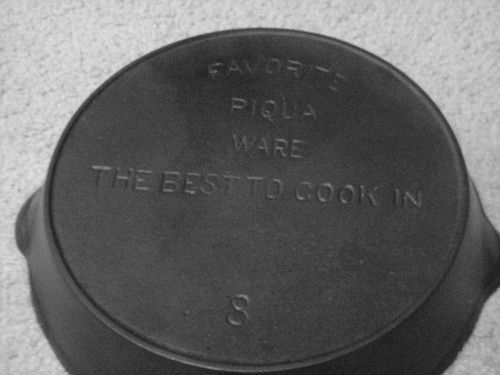 FAVORITE
PIQUA
WARE
THE BEST TO COOK IN
8